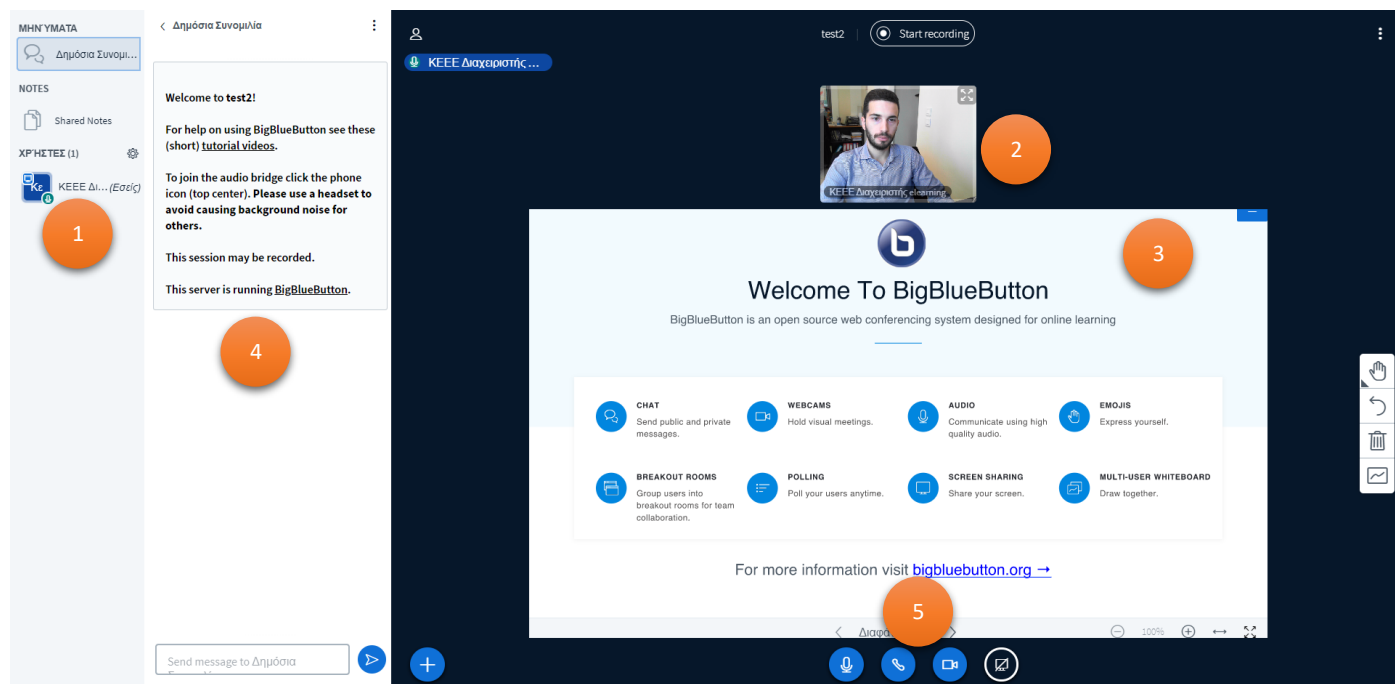 ΜΗΝΎΜΑΤΑ
Δημόσια Συνομι...
NOTES
Shared Notes
ΧΡΉΣΤΕΣ (1)
Κε
ΚΕΕΕ Δι... (Εσείς)
1
Δημόσια Συνομιλία
Welcome to test2!
For help on using BigBlueButton see these
(short) tutorial videos.
To join the audio bridge click the phone
icon (top center). Please use a headset to
avoid causing background noise for
others.
This session may be recorded.
This server is running BigBlueButton.
4
Send message to Δημόσια
test2
Start recording
ΚΕΕΕ Διαχειριστής ...
ΚΕΕΕ Διαχειριστής elearning
2
3
b
Welcome To BigBlueButton
BigBlueButton is an open source web conferencing system designed for online learning
CHAT
Send public and private
messages.
WEBCAMS
Hold visual meetings.
AUDIO
Communicate using high
quality audio.
EMOJIS
Express yourself.
BREAKOUT ROOMS
Group users into
breakout rooms for team
collaboration.
POLLING
Poll your users anytime.
SCREEN SHARING
Share your screen.
MULTI-USER WHITEBOARD
Draw together.
For more information visit bigbluebutton.org →
5
100%